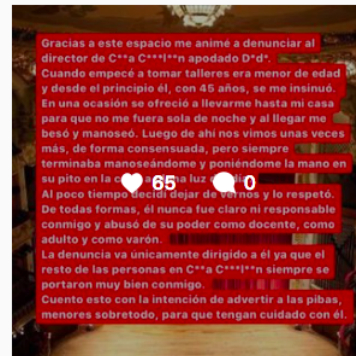 Gracias a este espacio me animé a denunciar al
director de C**a C***l**n apodado D*d*.
Cuando empecé a tomar talleres era menor de edad
y desde el principio él, con 45 años, se me insinuó.
En una ocasión se ofreció a llevarme hasta mi casa
para que no me fuera sola de noche y al llegar me
besó y manoseó. Luego de ahí nos vimos unas veces
más, de forma consensuada, pero siempre
terminaba manoseándome y poniéndome la mano en
su pito en la luz
65 0
Al poco tiempo decidí dejar de vernos y lo respetó.
De todas formas, él nunca fue claro ni responsable
conmigo y abusó de su poder como docente, como
adulto y como varón.
La denuncia va únicamente dirigido a él ya que el
resto de las personas en C**a C***l**n siempre se
portaron muy bien conmigo.
Cuento esto con la intención de advertir a las pibas,
menores sobretodo, para que tengan cuidado con él.